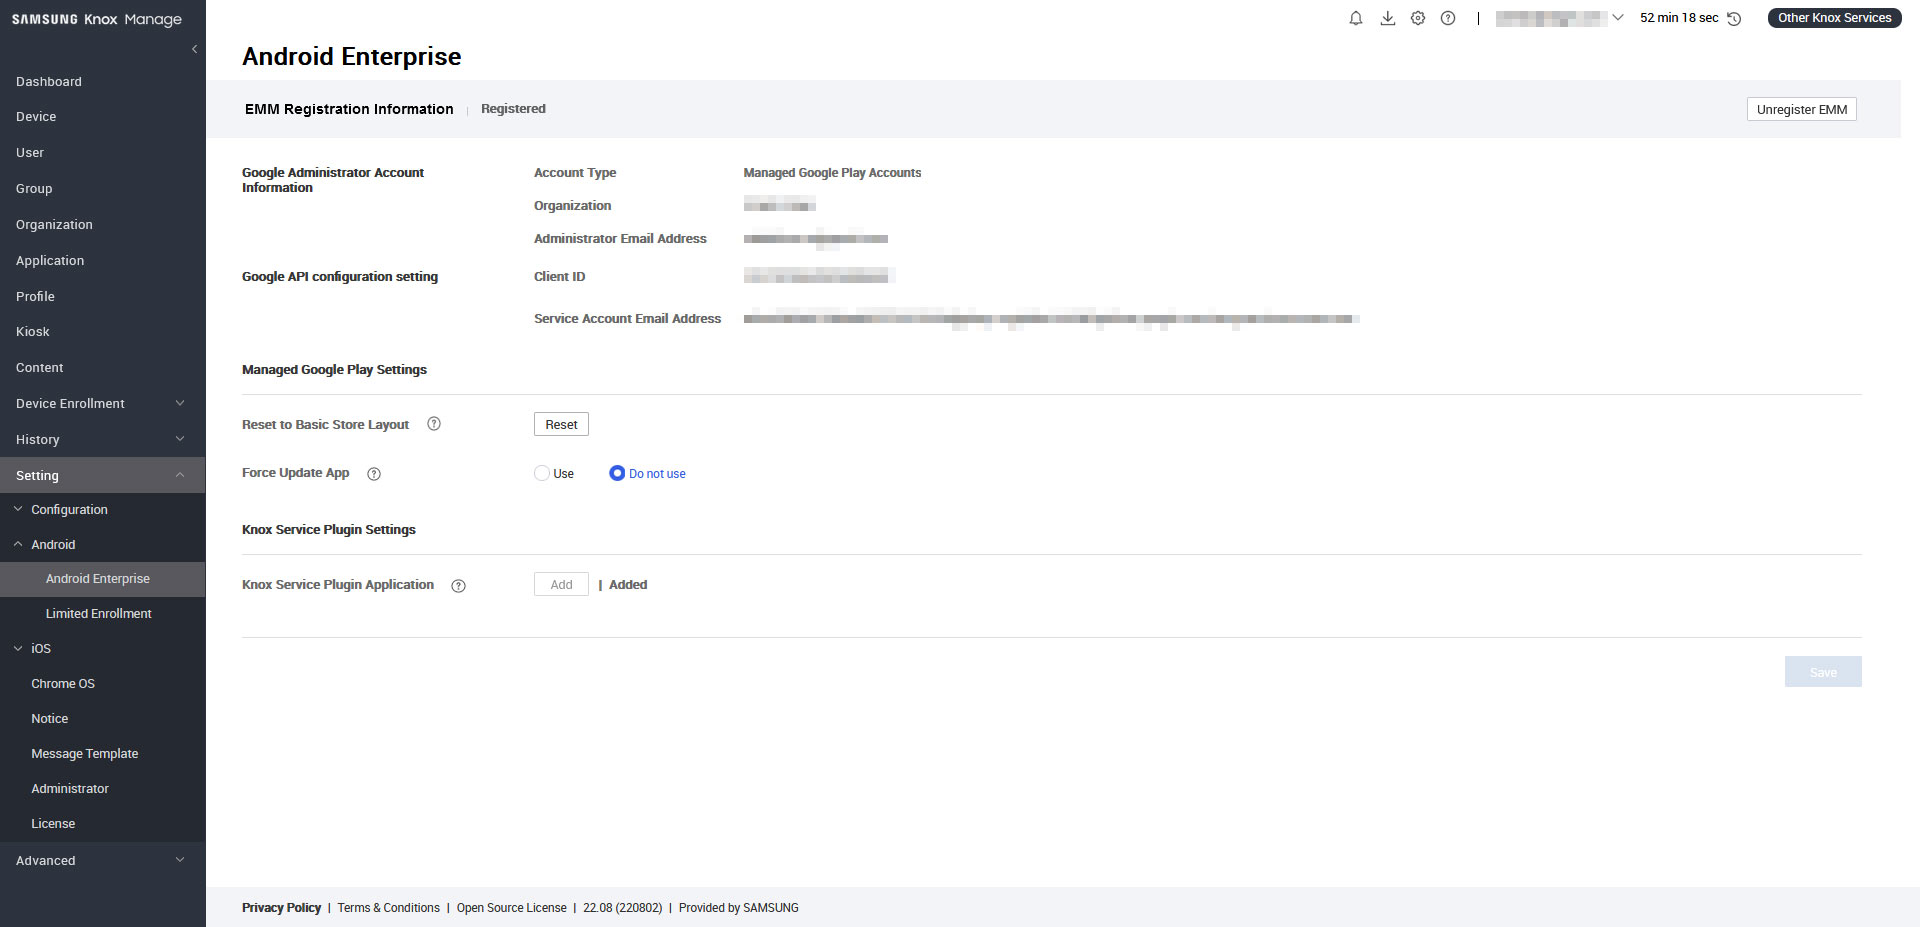 SAMSUNG Knox Manage
52 min 18 sec
Other Knox Services
Dashboard
Device
User
Group
Organization
Application
Profile
Kiosk
Content
Device Enrollment
History
Setting
Configuration
Android
Android Enterprise
Limited Enrollment
iOS
Chrome OS
Notice
Message Template
Administrator
License
Advanced
Android Enterprise
EMM Registration Information | Registered
Unregister EMM
Google Administrator Account
Information
Account Type
Managed Google Play Accounts
Organization
Administrator Email Address
Google API configuration setting
Client ID
Service Account Email Address
Managed Google Play Settings
Reset to Basic Store Layout ?
Reset
Force Update App ?
Use
Do not use
Knox Service Plugin Settings
Knox Service Plugin Application ?
Add
| Added
Save
Privacy Policy | Terms & Conditions | Open Source License | 22.08 (220802) | Provided by SAMSUNG